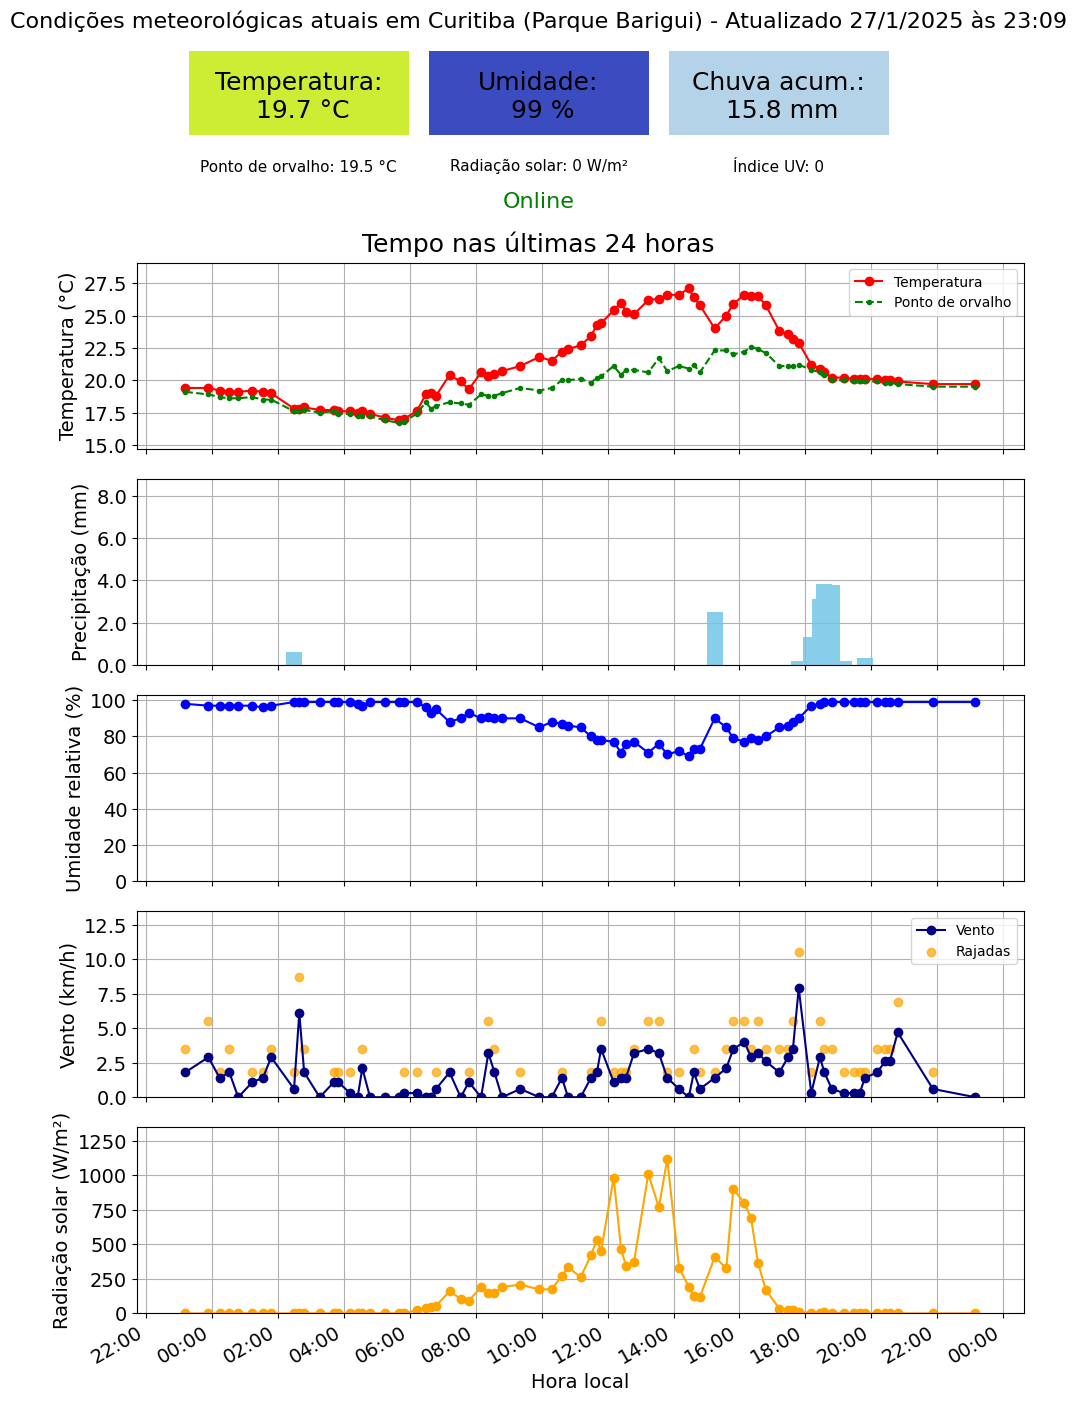 Condições meteorológicas atuais em Curitiba (Parque Barigui) - Atualizado 27/1/2025 às 23:09
Temperatura:
19.7 °C
Umidade:
99 %
Chuva acum.:
15.8 mm
Ponto de orvalho: 19.5 °C
Radiação solar: 0 W/m²
Índice UV: 0
Online
Tempo nas últimas 24 horas
Temperatura (°C)
27.5
25.0
22.5
20.0
17.5
15.0
Temperatura
Ponto de orvalho
Precipitação (mm)
8.0
6.0
4.0
2.0
0.0
Umidade relativa (%)
100
80
60
40
20
0
Vento (km/h)
12.5
10.0
7.5
5.0
2.5
0.0
Vento
Rajadas
Radiação solar (W/m²)
1250
1000
750
500
250
0
22:00
00:00
02:00
04:00
06:00
08:00
10:00
12:00
14:00
16:00
18:00
20:00
22:00
00:00
Hora local